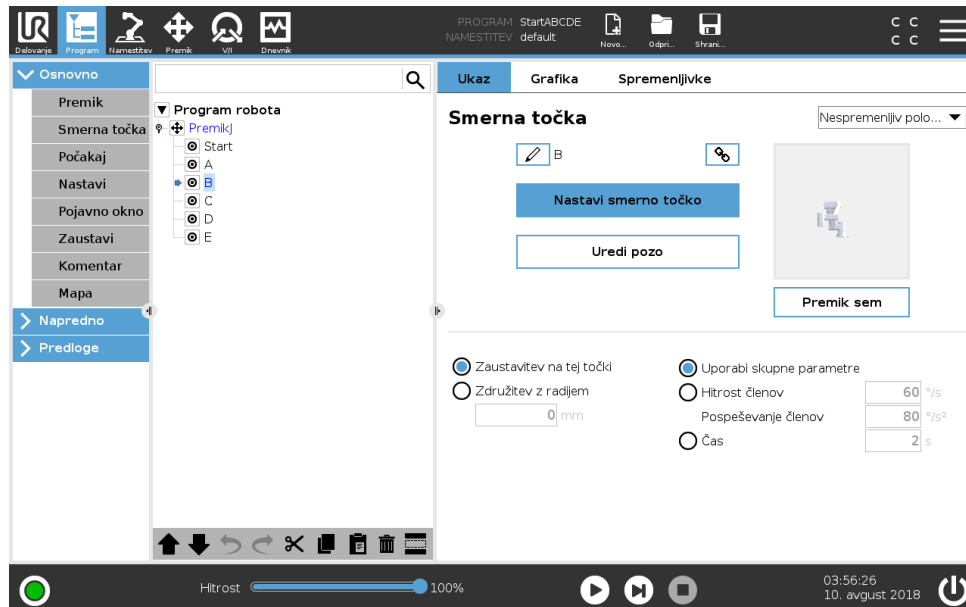 UR
PROGRAM StartABCDE
NAMESTITEV default
Delovanje Program Namestitev Premik V/I Dnevnik
Novo... Odpri... Shrani...
C C
C C
Osnovno
Premik
Smerna točka
Počakaj
Nastavi
Pojavno okno
Zaustavi
Komentar
Mapa
Napredno
Predloge
Program robota
PremikJ
Start
A
B
C
D
E
Ukaz Grafika Spremenljivke
Smerna točka
Nespremenljiv polo...
B
Nastavi smerno točko
Uredi pozo
Premik sem
Zaustavitev na tej točki
Združitev z radijem
0 mm
Uporabi skupne parametre
Hitrost členov 60 °/s
Pospeševanje členov 80 °/s²
Čas 2 s
Hitrost 100%
03:56:26
10. avgust 2018